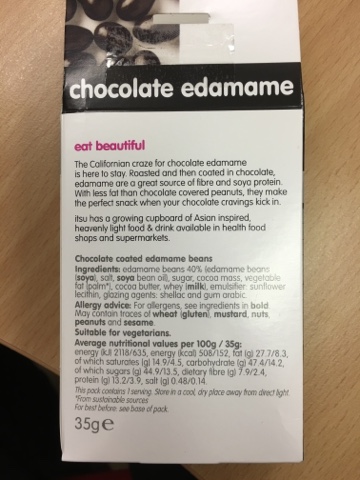 chocolate edamame
eat beautiful
The Californian craze for chocolate edamame
is here to stay. Roasted and then coated in chocolate,
edamame are a great source of fibre and soya protein.
With less fat than chocolate covered peanuts, they make
the perfect snack when your chocolate cravings kick in.
itsu has a growing cupboard of Asian inspired,
heavenly light food & drink available in health food
shops and supermarkets.
Chocolate coated edamame beans
Ingredients: edamame beans 40% (edamame beans
(soya), salt, soya bean oil), sugar, cocoa mass, vegetable
fat (palm*), cocoa butter, whey (milk), emulsifier: sunflower
lecithin, glazing agents: shellac and gum arabic.
Allergy advice: For allergens, see ingredients in bold.
May contain traces of wheat (gluten), mustard, nuts,
peanuts and sesame.
Suitable for vegetarians.
Average nutritional values per 100g / 35g:
energy (kJ) 2118/635, energy (kcal) 508/152, fat (g) 27.7/8.3,
of which saturates (g) 14.9/4.5, carbohydrate (g) 47.4/14.2,
of which sugars (g) 44.9/13.5, dietary fibre (g) 7.9/2.4,
protein (g) 13.2/3.9, salt (g) 0.48/0.14.
This pack contains 1 serving. Store in a cool, dry place away from direct light.
*From sustainable sources
For best before: see base of pack.
35g℮